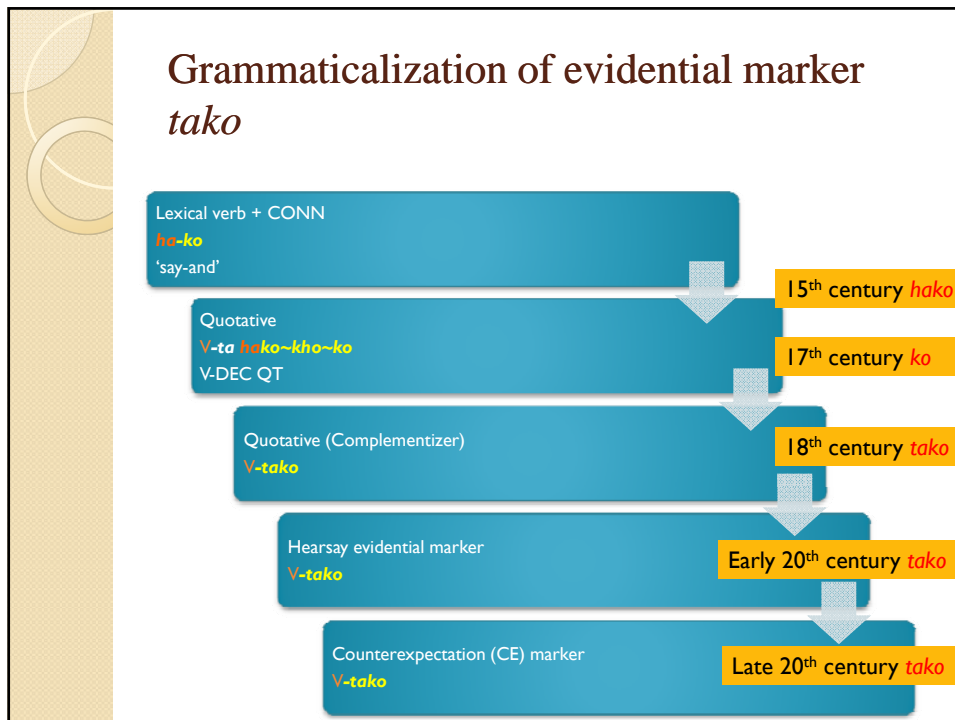 Grammaticalization of evidential marker
tako
Lexical verb + CONN
ha-ko
‘say-and’
15th century hako
Quotative
V-ta hako~kho~ko
V-DEC QT
17th century ko
Quotative (Complementizer)
V-tako
18th century tako
Hearsay evidential marker
V-tako
Early 20th century tako
Counterexpectation (CE) marker
V-tako
Late 20th century tako